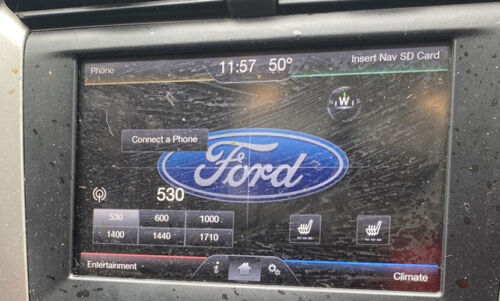 Phone 11:57 50° Insert Nav SD Card
N W S
Connect a Phone
Ford
530
530 600 1000
1400 1440 1710
Entertainment i Climate